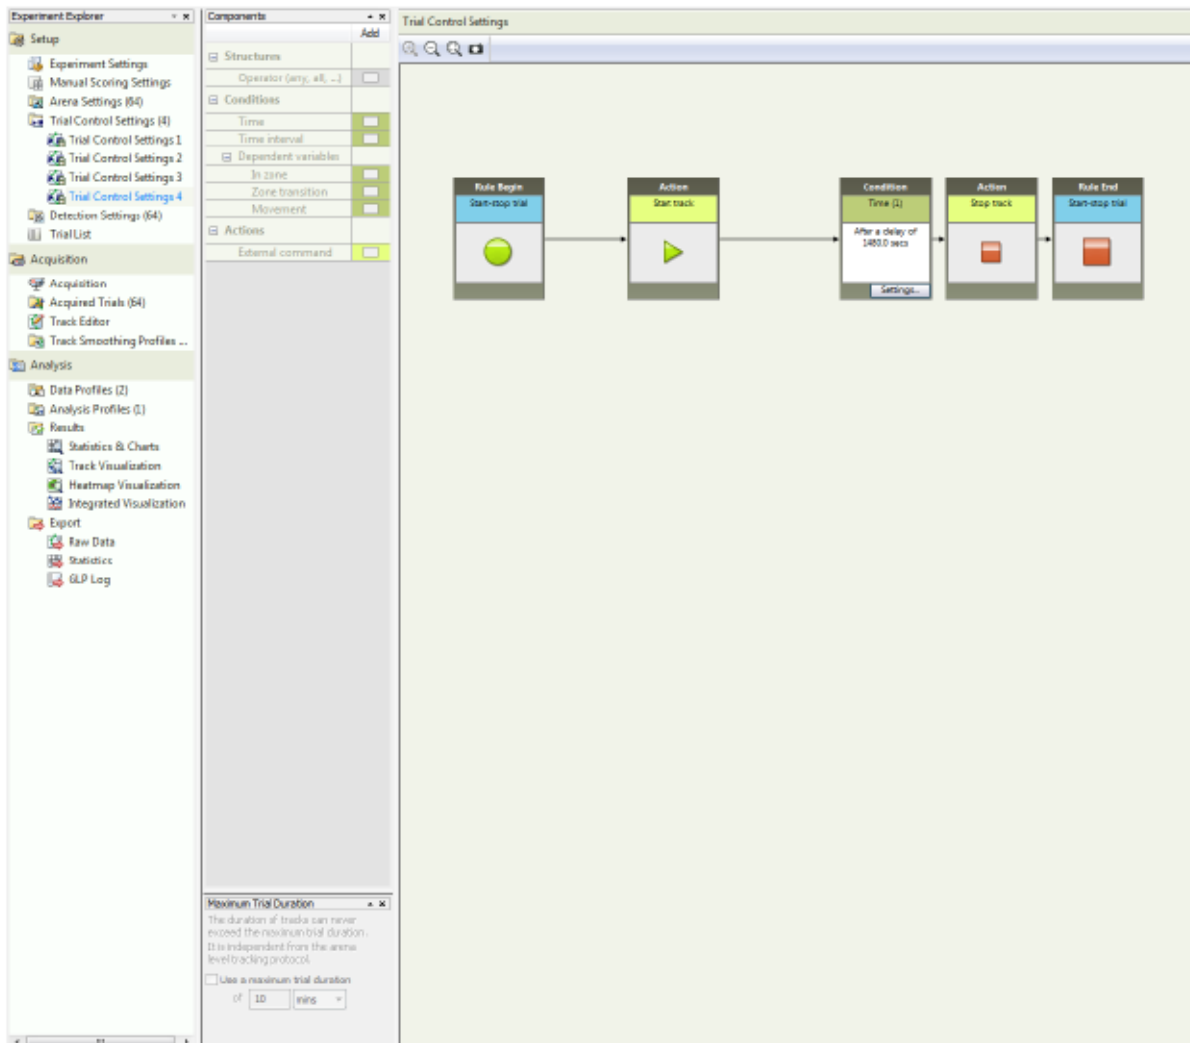 Experiment Explorer
Setup
Experiment Settings
Manual Scoring Settings
Arena Settings (64)
Trial Control Settings (4)
Trial Control Settings 1
Trial Control Settings 2
Trial Control Settings 3
Trial Control Settings 4
Detection Settings (64)
Trial List
Acquisition
Acquisition
Acquired Trials (64)
Track Editor
Track Smoothing Profiles ...
Analysis
Data Profiles (2)
Analysis Profiles (1)
Results
Statistics & Charts
Track Visualization
Heatmap Visualization
Integrated Visualization
Export
Raw Data
Statistics
GLP Log
Components
Add
Structures
Operator (any, all, ...)
Conditions
Time
Time interval
Dependent variables
In zone
Zone transition
Movement
Actions
External command
Maximum Trial Duration
The duration of tracks can never
exceed the maximum trial duration.
It is independent from the arena
level tracking protocol.
Use a maximum trial duration
of 10 mins
Trial Control Settings
Rule Begin
Start-stop trial
Action
Start track
Condition
Time (1)
After a delay of
1480.0 secs
Settings...
Action
Stop track
Rule End
Start-stop trial